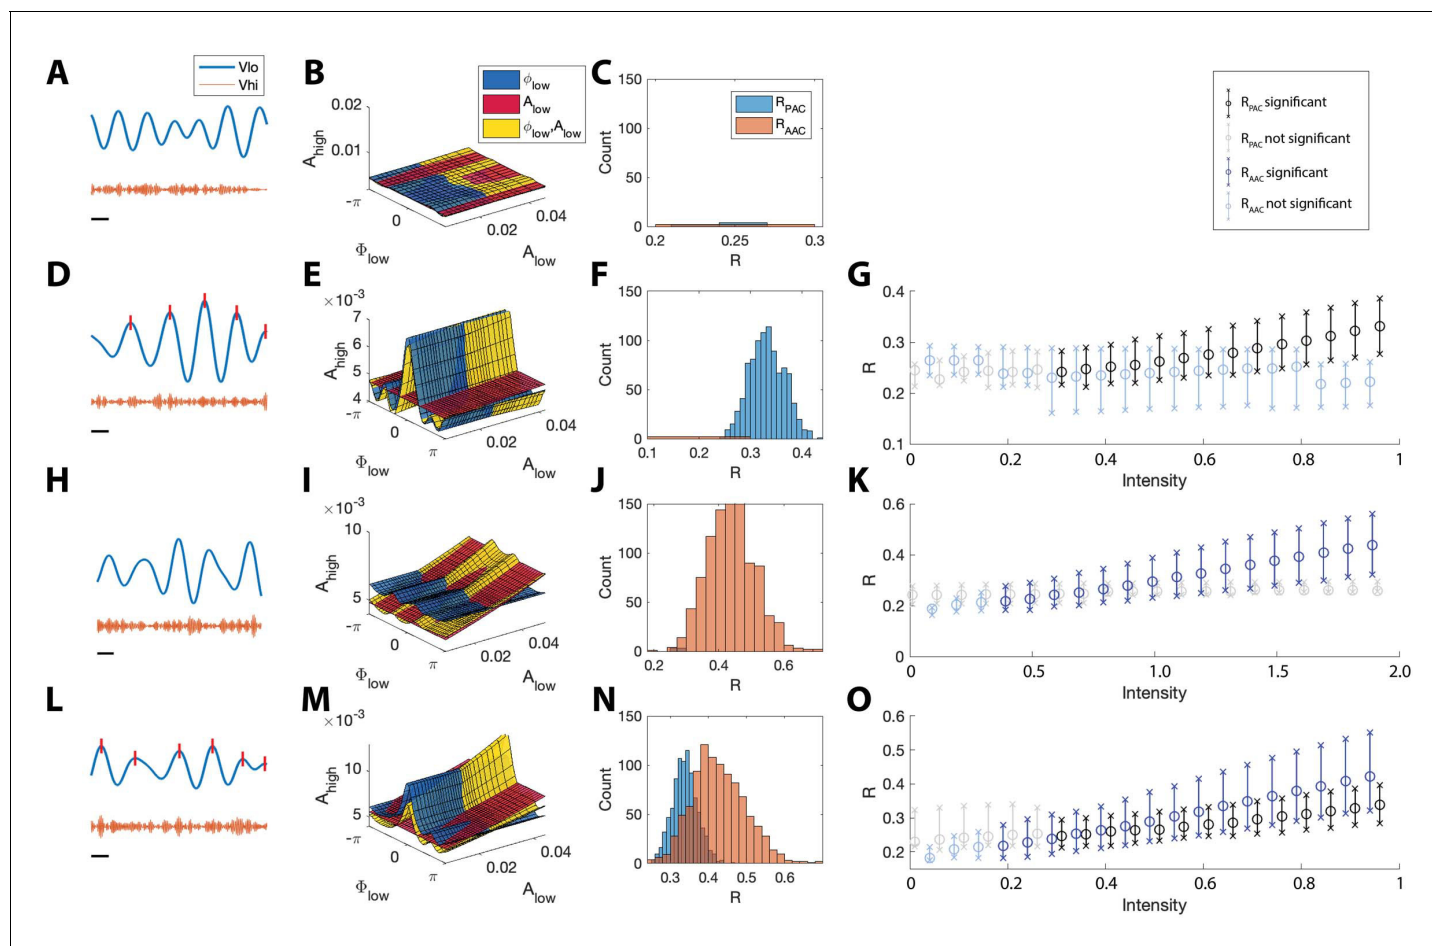 A
Vlo
Vhi
B
ϕlow
Alow
ϕlow,Alow
0.02
0.01
Ahigh
-π
0
Φlow
0.02
0.04
Alow
C
RPAC
RAAC
150
100
50
0
Count
0.2
0.25
0.3
R
RPAC significant
RPAC not significant
RAAC significant
RAAC not significant
D
E
×10-3
7
6
5
4
Ahigh
-π
0
π
Φlow
0.02
0.04
Alow
F
150
100
50
0
Count
0.1
0.2
0.3
0.4
R
G
0.4
0.3
0.2
0.1
R
0
0.2
0.4
0.6
0.8
1
Intensity
H
I
×10-3
10
5
Ahigh
-π
0
π
Φlow
0.02
0.04
Alow
J
150
100
50
0
Count
0.2
0.4
0.6
R
K
0.6
0.4
0.2
0
R
0
0.5
1.0
1.5
2.0
Intensity
L
M
×10-3
10
5
Ahigh
-π
0
π
Φlow
0.02
0.04
Alow
N
150
100
50
0
Count
0.3
0.4
0.5
0.6
R
O
0.6
0.5
0.4
0.3
0.2
R
0
0.2
0.4
0.6
0.8
1
Intensity